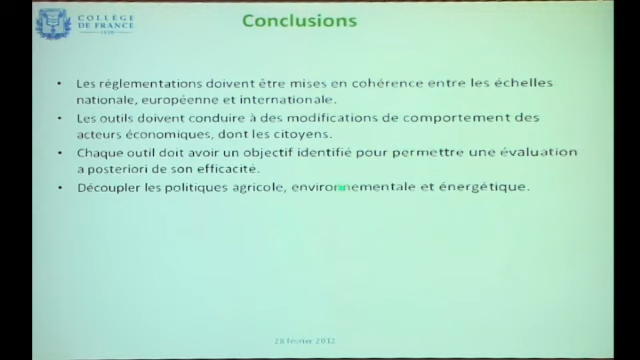 COLLÈGE
DE FRANCE
1530
Conclusions
• Les réglementations doivent être mises en cohérence entre les échelles
nationale, européenne et internationale.
• Les outils doivent conduire à des modifications de comportement des
acteurs économiques, dont les citoyens.
• Chaque outil doit avoir un objectif identifié pour permettre une évaluation
a posteriori de son efficacité.
• Découpler les politiques agricole, environnementale et énergétique.
28 février 2012